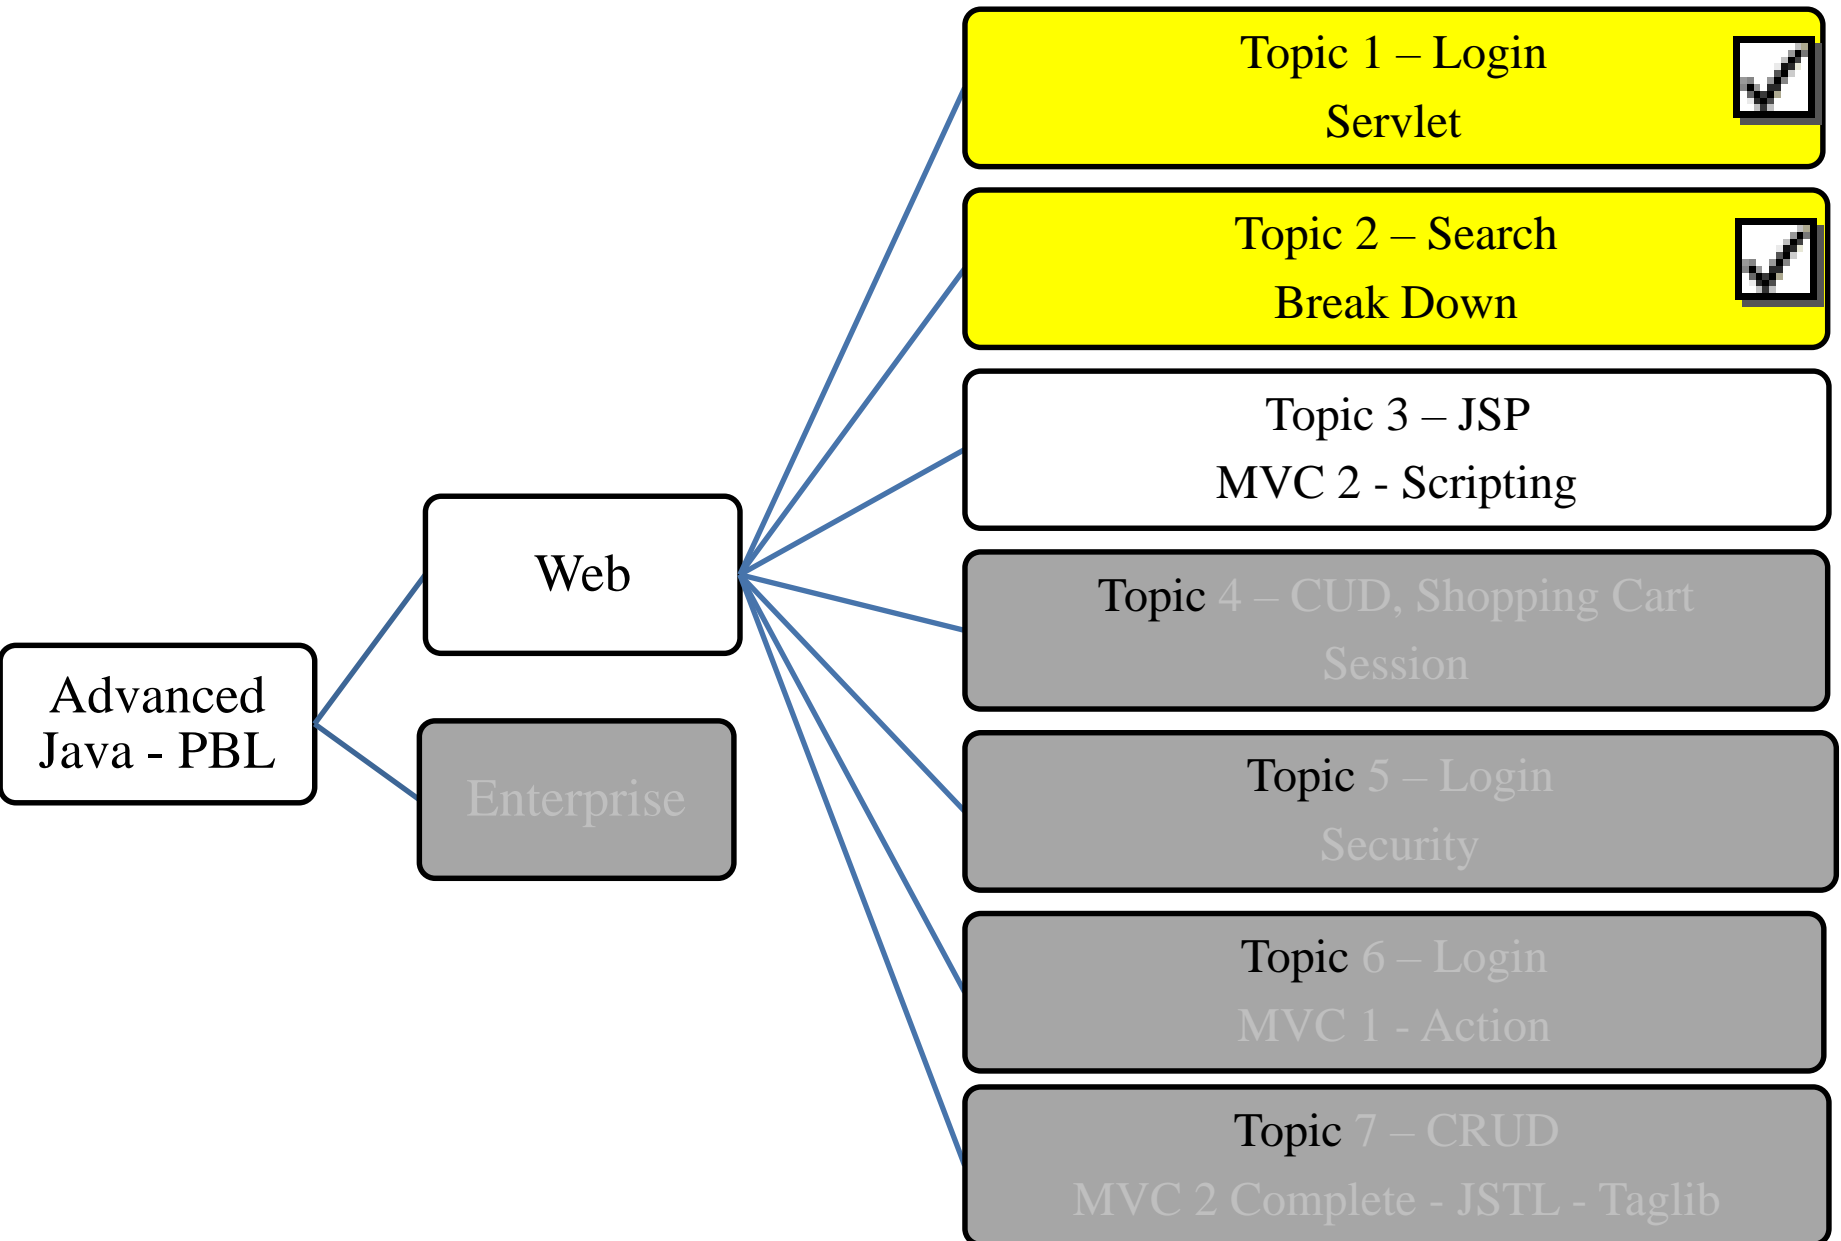 Advanced
Java - PBL
Web
Enterprise
Topic 1 – Login
Servlet
Topic 2 – Search
Break Down
Topic 3 – JSP
MVC 2 - Scripting
Topic 4 – CUD, Shopping Cart
Session
Topic 5 – Login
Security
Topic 6 – Login
MVC 1 - Action
Topic 7 – CRUD
MVC 2 Complete - JSTL - Taglib